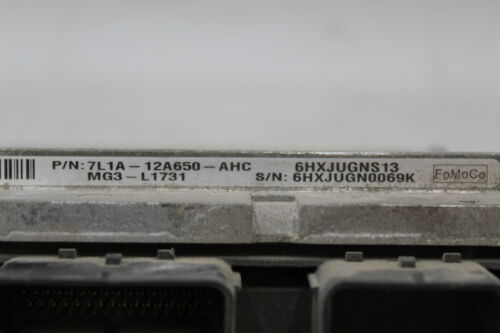 P/N: 7L1A-12A650-AHC 6HXJUGNS13
MG3-L1731 S/N: 6HXJUGN0069K FoMoCo